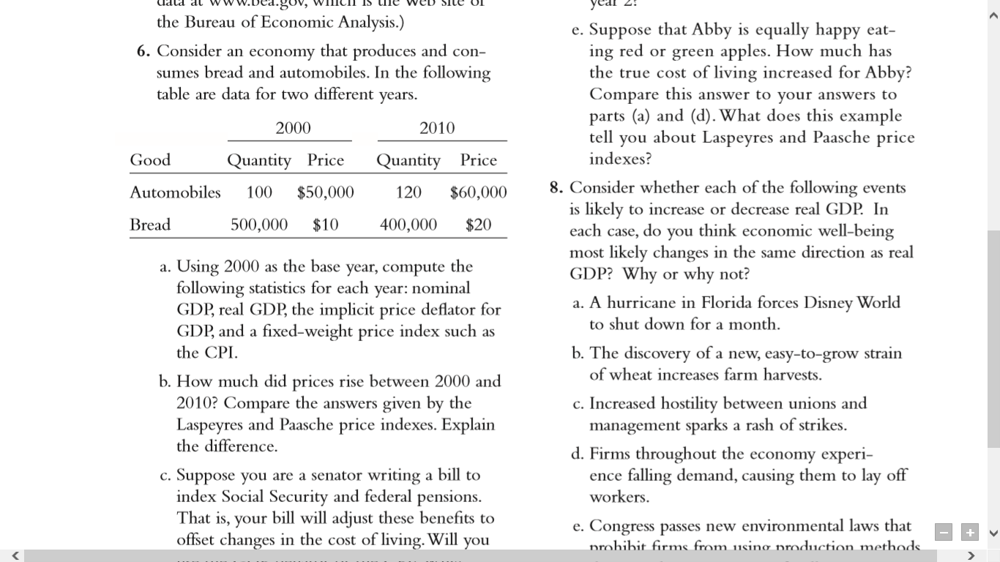 the Bureau of Economic Analysis.)
6. Consider an economy that produces and con-
sumes bread and automobiles. In the following
table are data for two different years.
2000 2010
Good Quantity Price Quantity Price
Automobiles 100 $50,000 120 $60,000
Bread 500,000 $10 400,000 $20
a. Using 2000 as the base year, compute the
following statistics for each year: nominal
GDP, real GDP, the implicit price deflator for
GDP, and a fixed-weight price index such as
the CPI.
b. How much did prices rise between 2000 and
2010? Compare the answers given by the
Laspeyres and Paasche price indexes. Explain
the difference.
c. Suppose you are a senator writing a bill to
index Social Security and federal pensions.
That is, your bill will adjust these benefits to
offset changes in the cost of living. Will you
year 2?
e. Suppose that Abby is equally happy eat-
ing red or green apples. How much has
the true cost of living increased for Abby?
Compare this answer to your answers to
parts (a) and (d). What does this example
tell you about Laspeyres and Paasche price
indexes?
8. Consider whether each of the following events
is likely to increase or decrease real GDP. In
each case, do you think economic well-being
most likely changes in the same direction as real
GDP? Why or why not?
a. A hurricane in Florida forces Disney World
to shut down for a month.
b. The discovery of a new, easy-to-grow strain
of wheat increases farm harvests.
c. Increased hostility between unions and
management sparks a rash of strikes.
d. Firms throughout the economy experi-
ence falling demand, causing them to lay off
workers.
e. Congress passes new environmental laws that
prohibit firms from using production methods